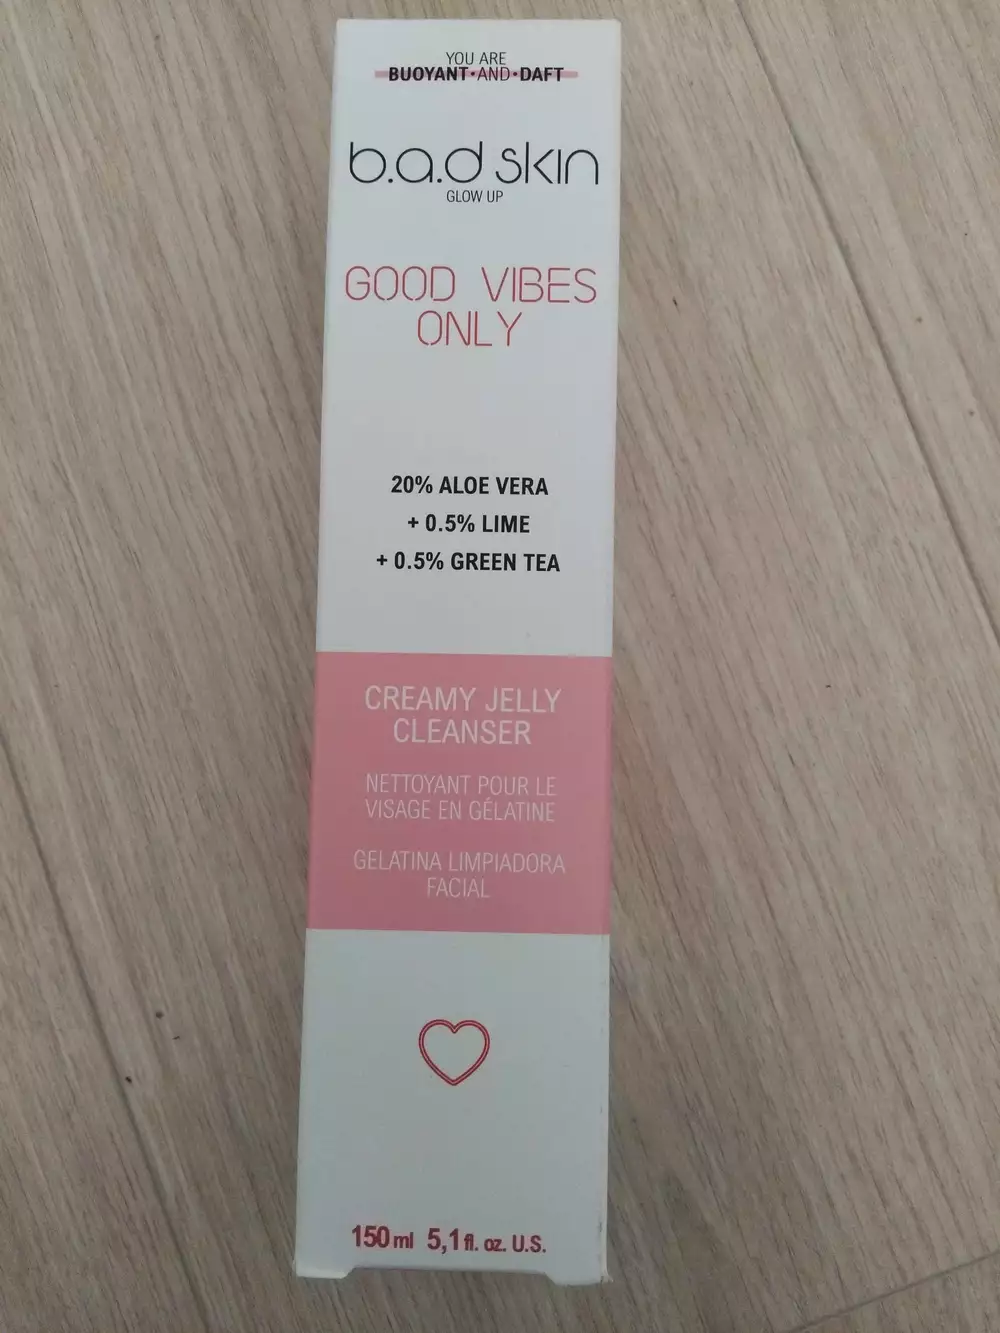 YOU ARE
BUOYANT•AND•DAFT
b.a.d skin
GLOW UP
GOOD VIBES
ONLY
20% ALOE VERA
+ 0.5% LIME
+ 0.5% GREEN TEA
CREAMY JELLY
CLEANSER
NETTOYANT POUR LE
VISAGE EN GÉLATINE
GELATINA LIMPIADORA
FACIAL
150ml 5,1 fl. oz. U.S.